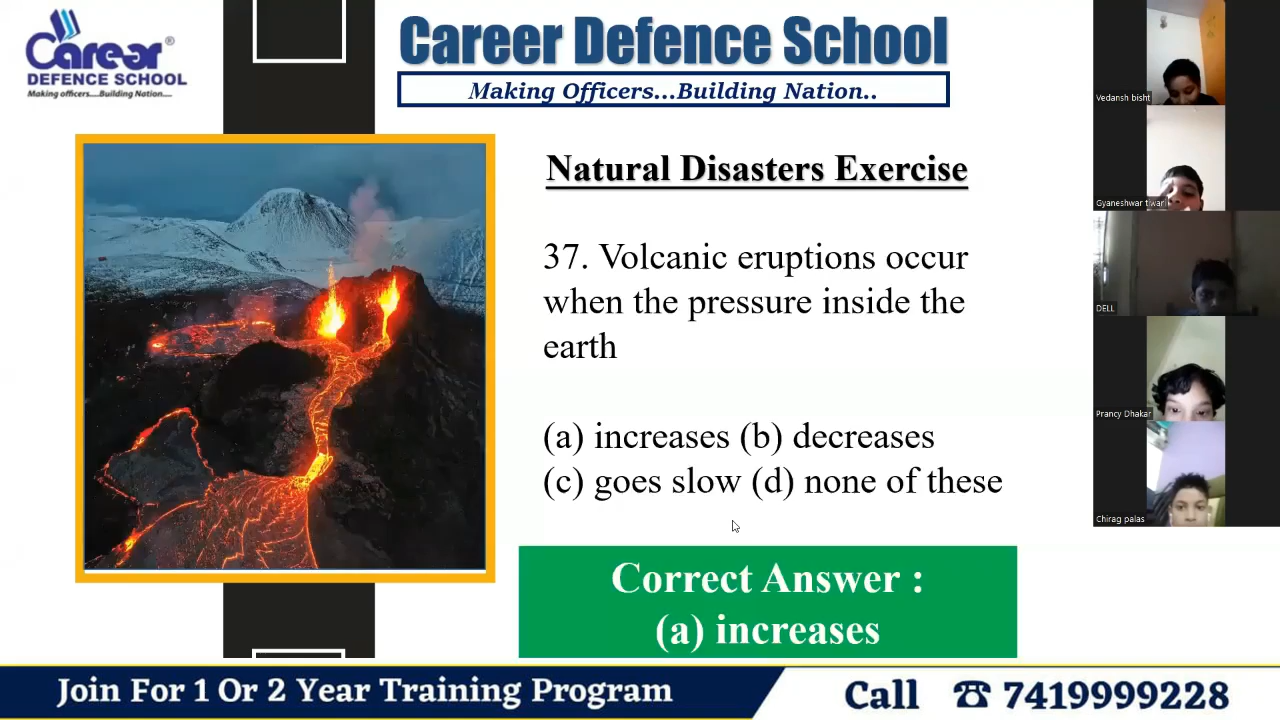 Career®
DEFENCE SCHOOL
Making officers....Building Nation....
Career Defence School
Making Officers...Building Nation..
Natural Disasters Exercise
37. Volcanic eruptions occur
when the pressure inside the
earth
(a) increases (b) decreases
(c) goes slow (d) none of these
Correct Answer :
(a) increases
Vedansh bisht
Gyaneshwar tiwari
DELL
Prancy Dhakar
Chirag palas
Join For 1 Or 2 Year Training Program
Call ☎ 7419999228